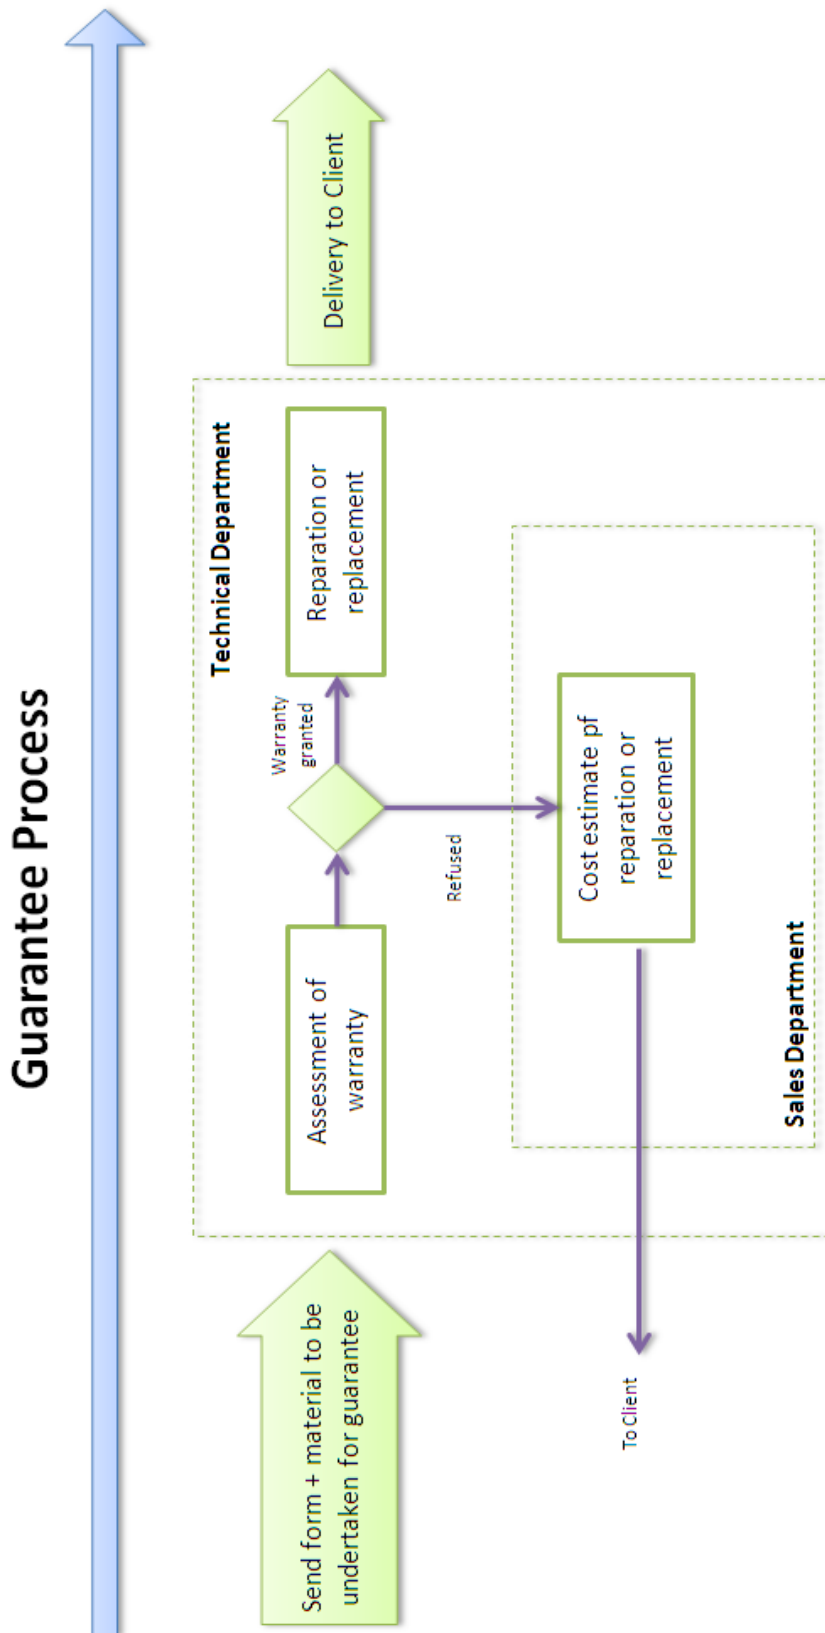 Guarantee Process
Send form + material to be
undertaken for guarantee
Technical Department
Assessment of
warranty
Warranty
granted
Reparation or
replacement
Delivery to Client
Refused
Cost estimate pf
reparation or
replacement
Sales Department
To Client